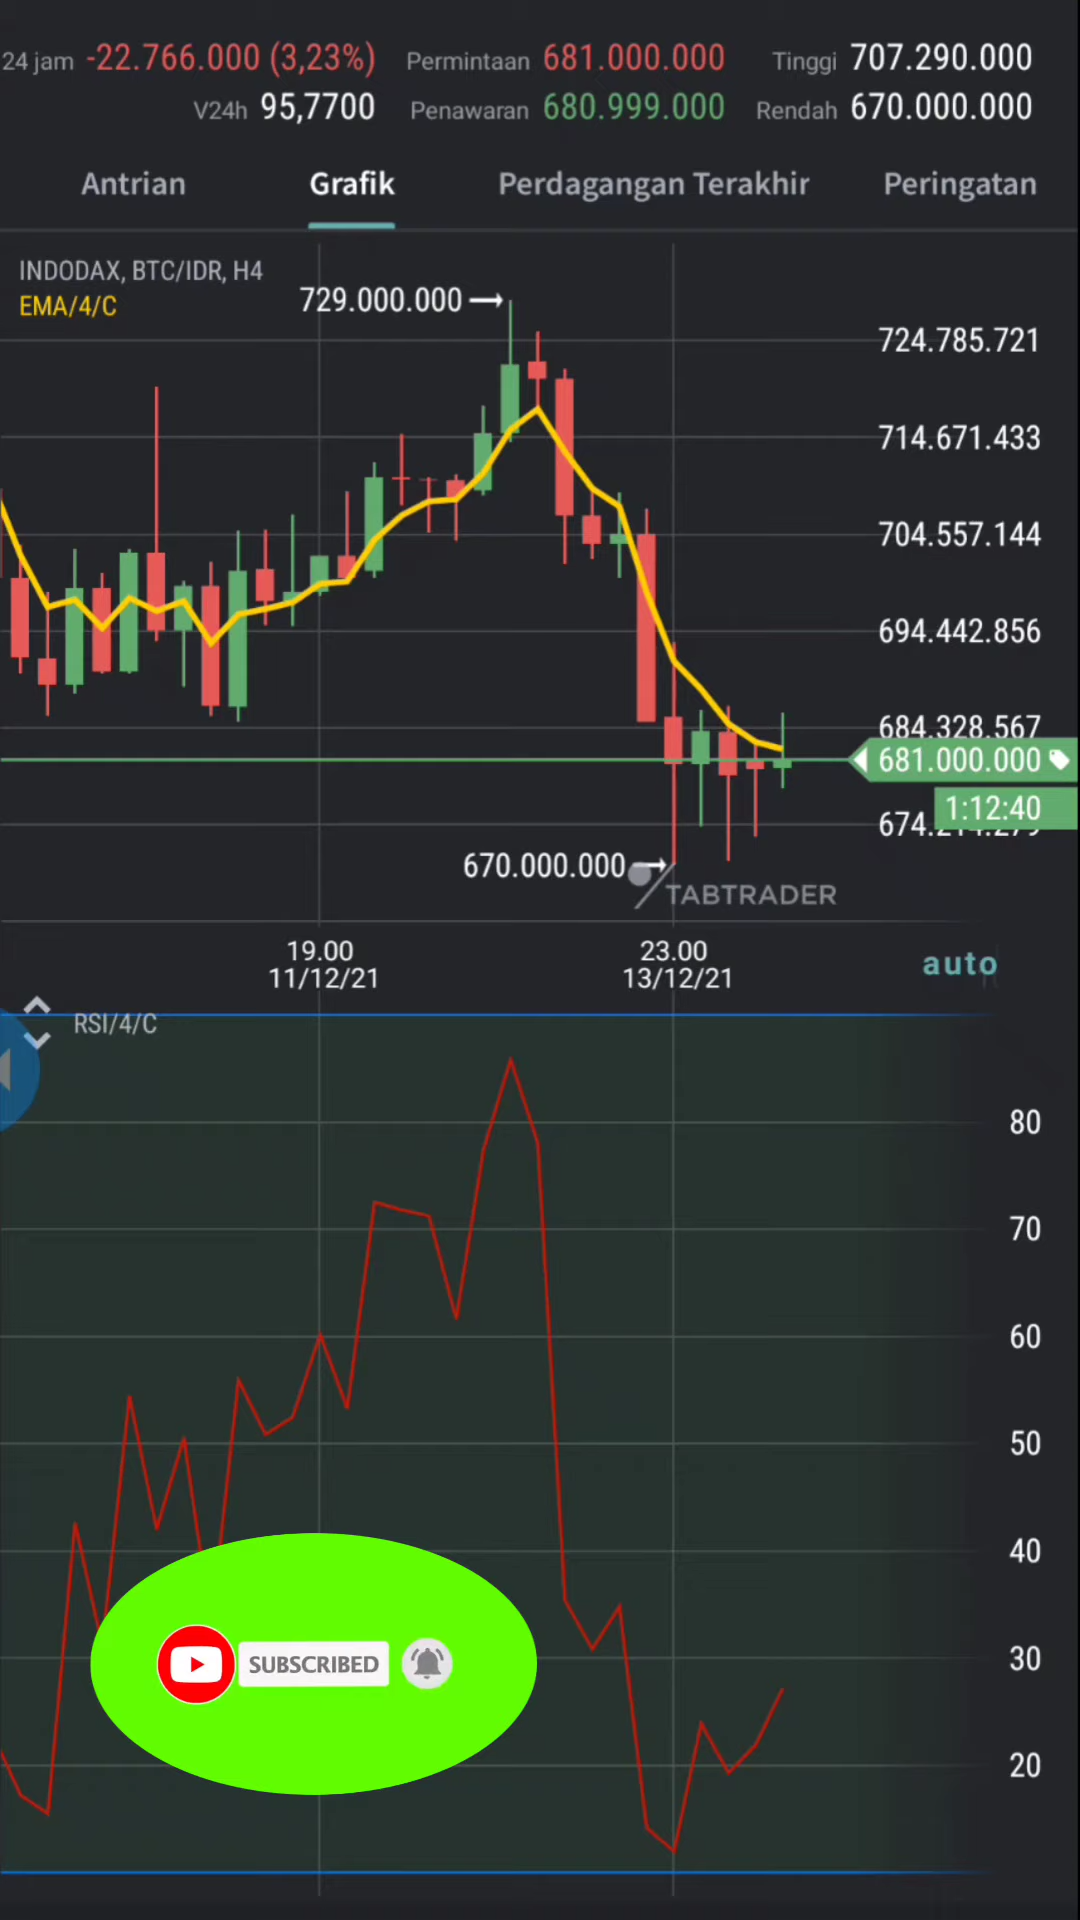 24 jam -22.766.000 (3,23%) Permintaan 681.000.000 Tinggi 707.290.000
V24h 95,7700 Penawaran 680.999.000 Rendah 670.000.000
Antrian Grafik Perdagangan Terakhir Peringatan
INDODAX, BTC/IDR, H4
EMA/4/C
729.000.000
724.785.721
714.671.433
704.557.144
694.442.856
684.328.567
681.000.000
1:12:40
670.000.000
TABTRADER
19.00
11/12/21
23.00
13/12/21
auto
RSI/4/C
80
70
60
50
40
30
20
SUBSCRIBED